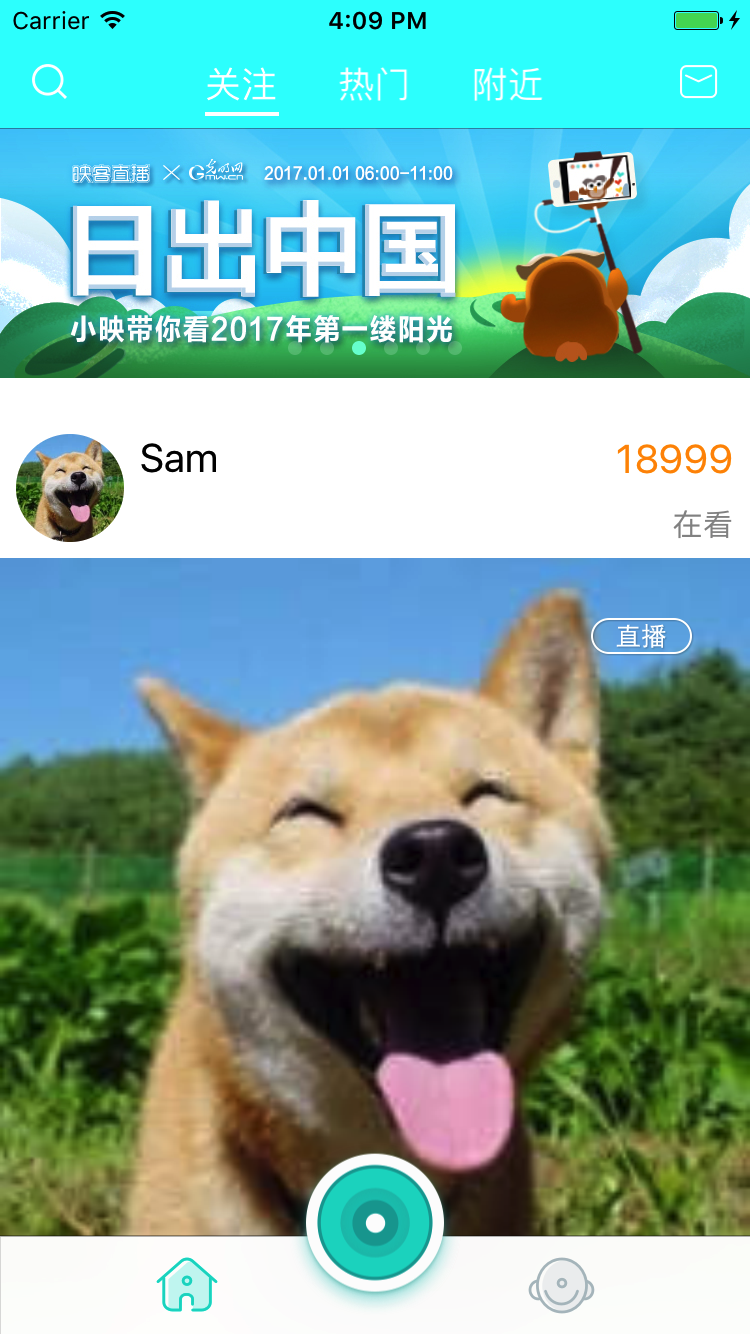 Carrier 4:09 PM
关注 热门 附近
映客直播 × G光明网 GMW.cn 2017.01.01 06:00-11:00
日出中国
小映带你看2017年第一缕阳光
Sam 18999
在看
直播